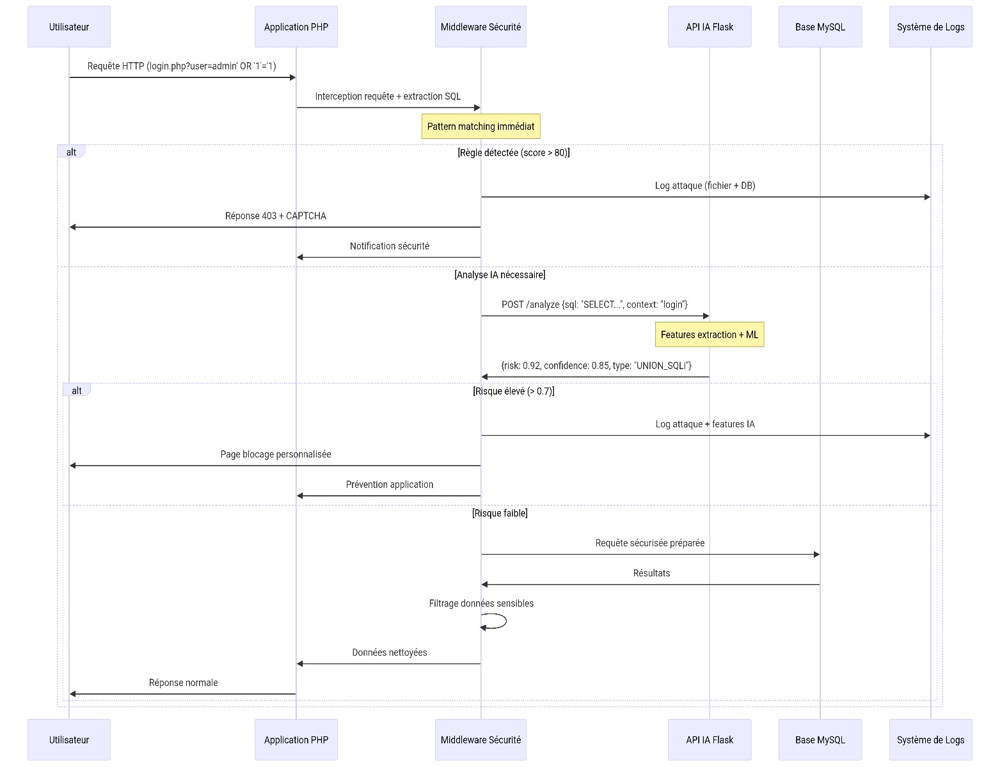 Utilisateur
Application PHP
Middleware Sécurité
API IA Flask
Base MySQL
Système de Logs
Requête HTTP (login.php?user=admin' OR '1'='1)
Interception requête + extraction SQL
Pattern matching immédiat
alt
[Règle détectée (score > 80)]
Log attaque (fichier + DB)
Réponse 403 + CAPTCHA
Notification sécurité
[Analyse IA nécessaire]
POST /analyze {sql: "SELECT...", context: "login"}
Features extraction + ML
{risk: 0.92, confidence: 0.85, type: "UNION_SQLi"}
alt
[Risque élevé (> 0.7)]
Log attaque + features IA
Page blocage personnalisée
Prévention application
[Risque faible]
Requête sécurisée préparée
Résultats
Filtrage données sensibles
Données nettoyées
Réponse normale
Utilisateur
Application PHP
Middleware Sécurité
API IA Flask
Base MySQL
Système de Logs